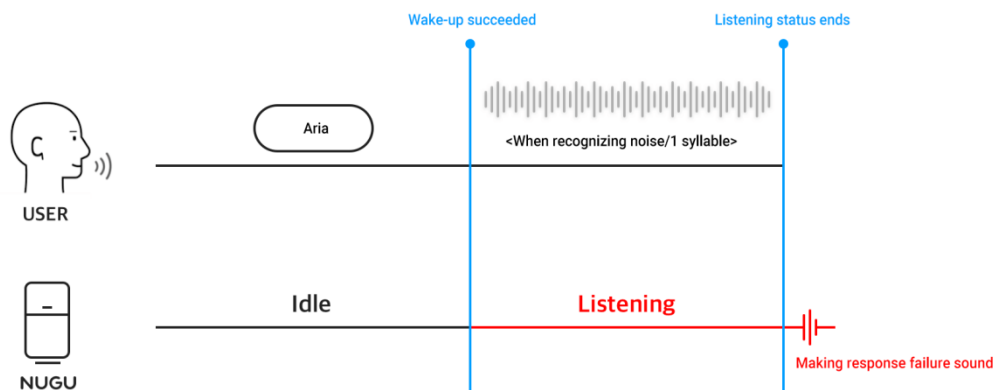 Wake-up succeeded
Listening status ends
Aria
<When recognizing noise/1 syllable>
USER
Idle
Listening
Making response failure sound
NUGU